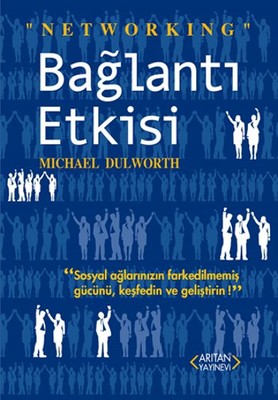 "NETWORKING"
Bağlantı
Etkisi
MICHAEL DULWORTH
"Sosyal ağlarınızın farkedilmemiş
gücünü, keşfedin ve geliştirin!"
ARITAN
YAYINEVİ